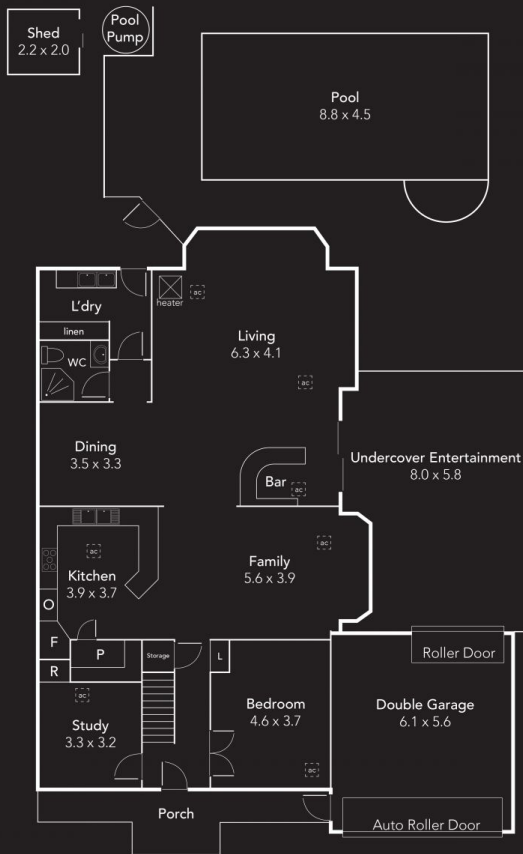 Shed
2.2 x 2.0
Pool
Pump
Pool
8.8 x 4.5
L'dry
heater
ac
linen
WC
Living
6.3 x 4.1
ac
Dining
3.5 x 3.3
Bar
ac
Undercover Entertainment
8.0 x 5.8
ac
ac
Kitchen
3.9 x 3.7
Family
5.6 x 3.9
O
F
P
R
Storage
L
Roller Door
ac
Study
3.3 x 3.2
Bedroom
4.6 x 3.7
Double Garage
6.1 x 5.6
ac
Porch
Auto Roller Door